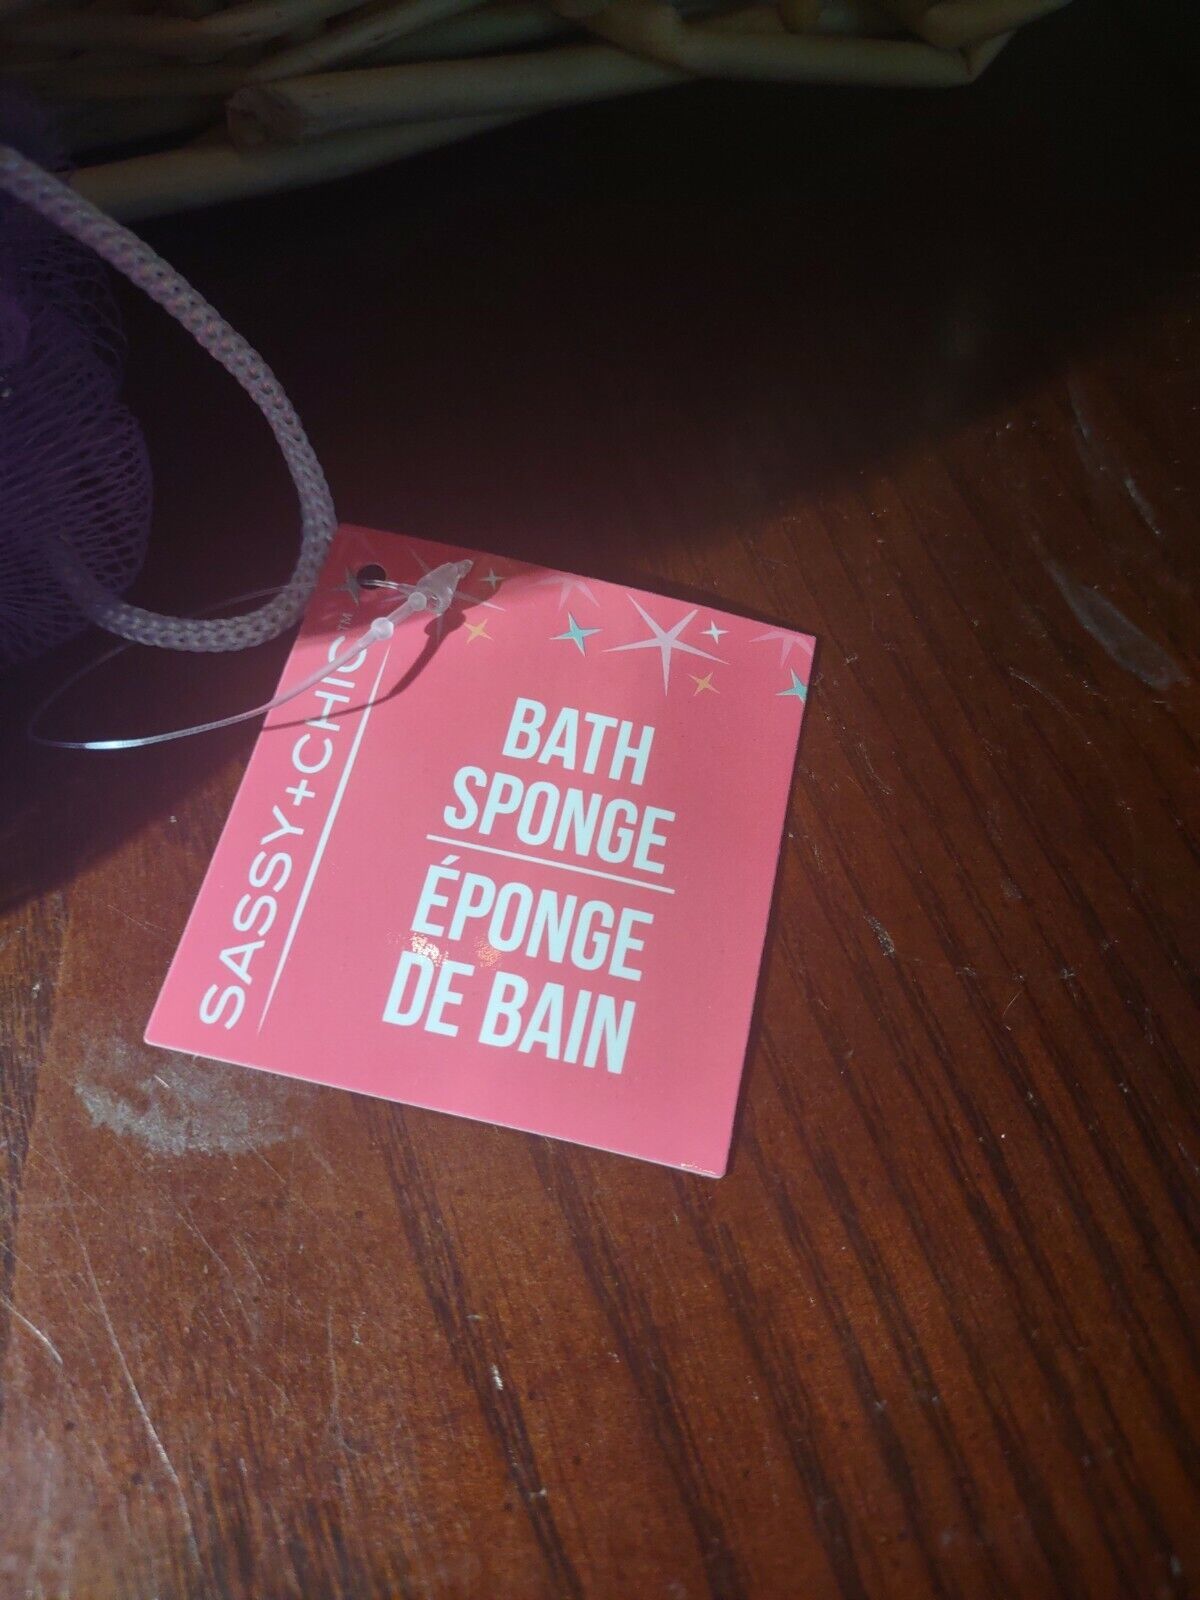 SASSY+CHIC™
BATH
SPONGE
ÉPONGE
DE BAIN